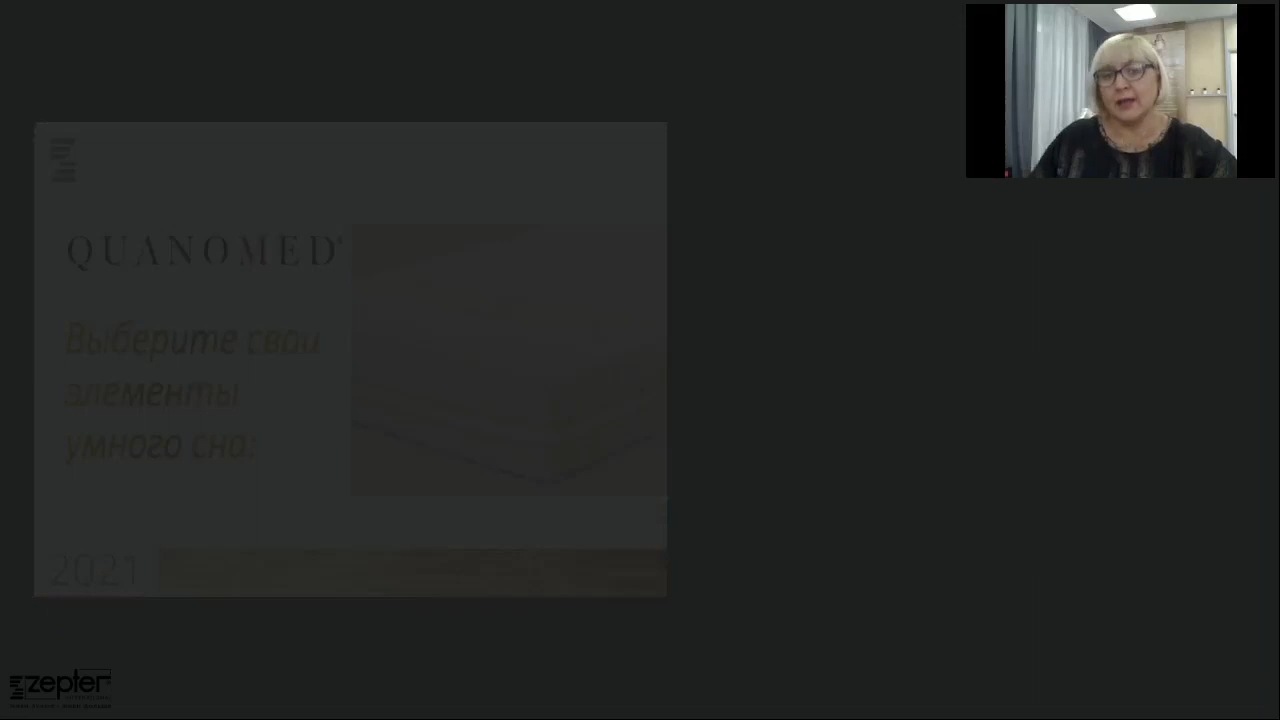 QUANOMED®
Выберите свои
элементы
умного сна:
2021
zepter